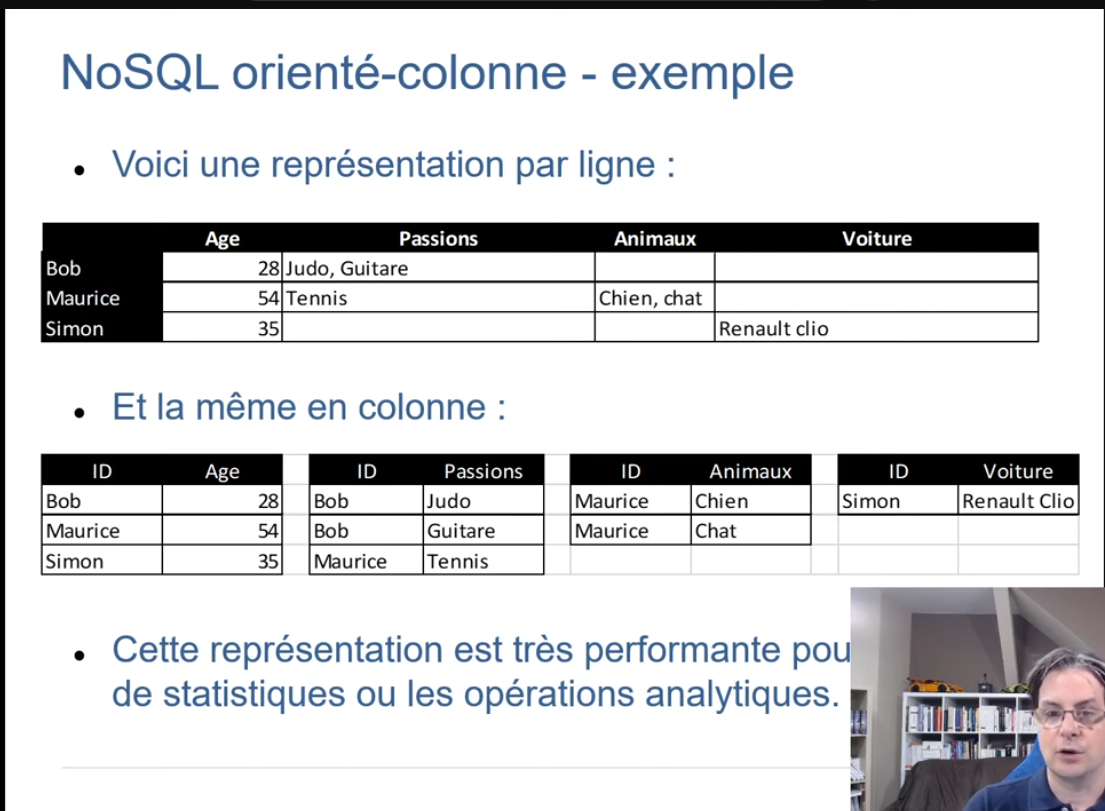 NoSQL orienté-colonne - exemple
Voici une représentation par ligne :
Age Passions Animaux Voiture
Bob 28 Judo, Guitare
Maurice 54 Tennis Chien, chat
Simon 35 Renault clio
Et la même en colonne :
ID Age ID Passions ID Animaux ID Voiture
Bob 28 Bob Judo Maurice Chien Simon Renault Clio
Maurice 54 Bob Guitare Maurice Chat
Simon 35 Maurice Tennis
Cette représentation est très performante pou
de statistiques ou les opérations analytiques.